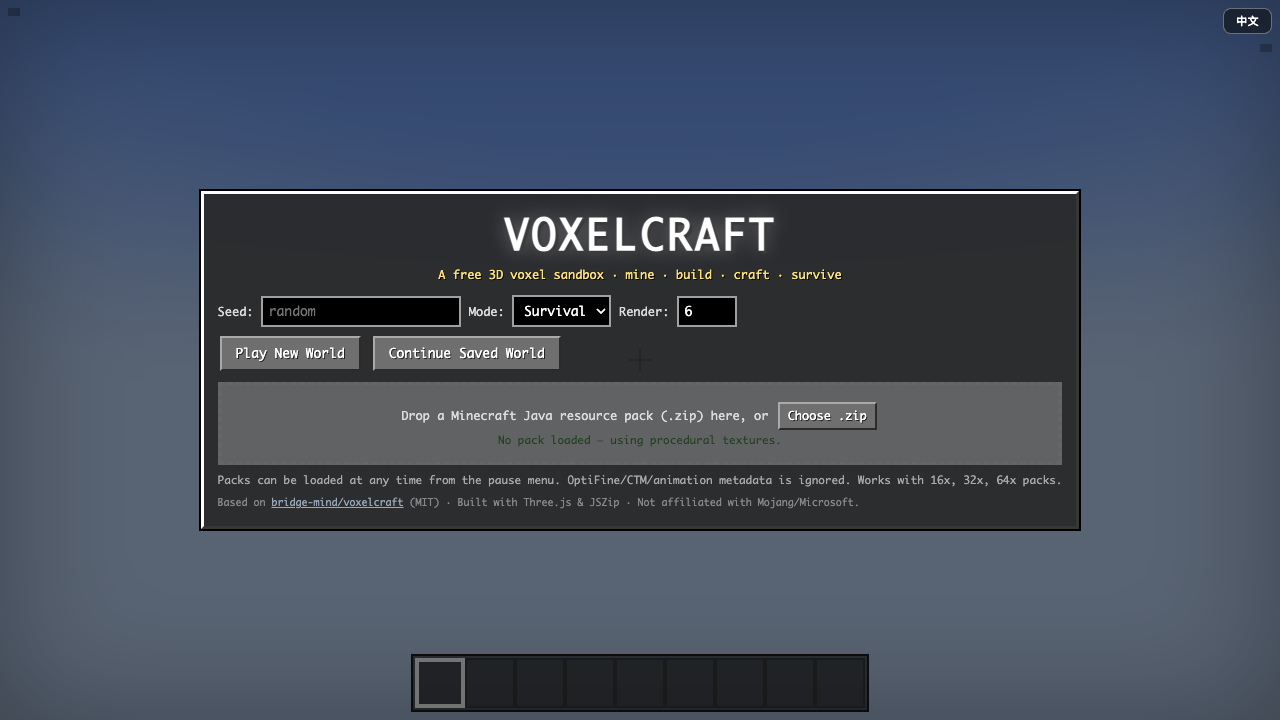 中文
VOXELCRAFT
A free 3D voxel sandbox · mine · build · craft · survive
Seed: random Mode: Survival Render: 6
Play New World Continue Saved World
Drop a Minecraft Java resource pack (.zip) here, or Choose .zip
No pack loaded — using procedural textures.
Packs can be loaded at any time from the pause menu. OptiFine/CTM/animation metadata is ignored. Works with 16x, 32x, 64x packs.
Based on bridge-mind/voxelcraft (MIT) · Built with Three.js & JSZip · Not affiliated with Mojang/Microsoft.